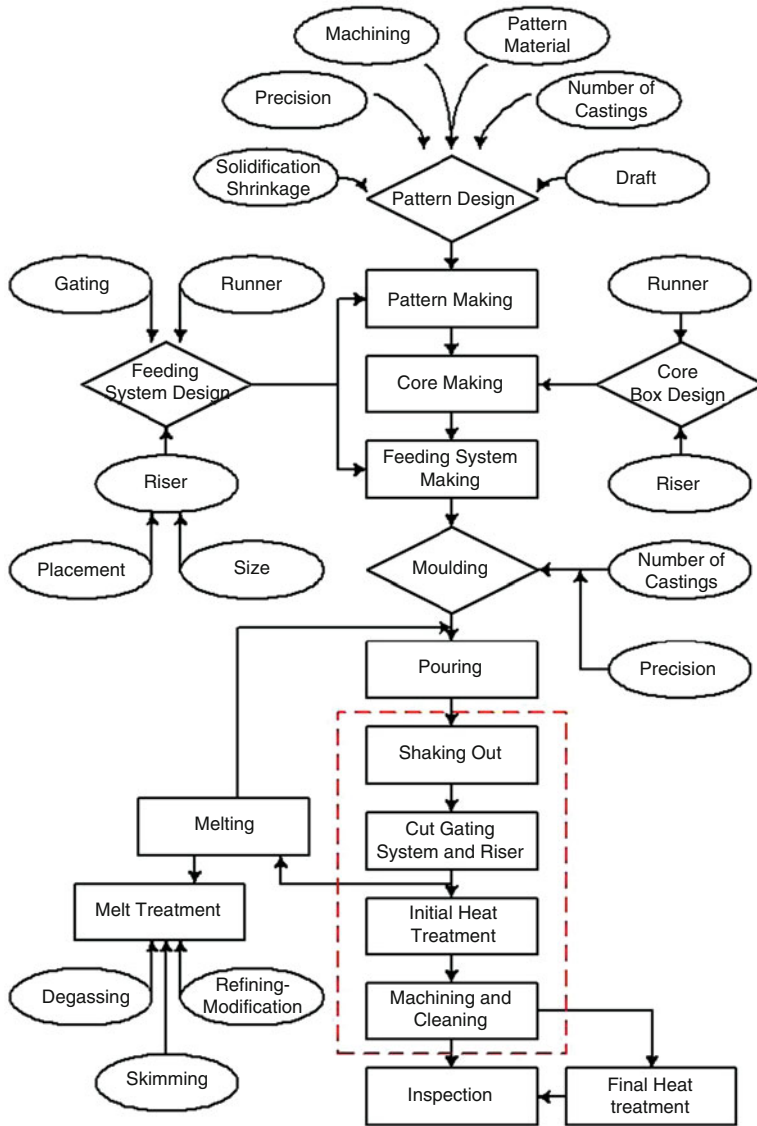 Machining
Pattern
Material
Precision
Number of
Castings
Solidification
Shrinkage
Pattern Design
Draft
Gating
Runner
Pattern Making
Runner
Feeding
System Design
Core Making
Core
Box Design
Riser
Feeding System
Making
Riser
Placement
Size
Moulding
Number of
Castings
Pouring
Precision
Shaking Out
Melting
Cut Gating
System and Riser
Melt Treatment
Initial Heat
Treatment
Degassing
Refining-
Modification
Machining and
Cleaning
Skimming
Inspection
Final Heat
treatment